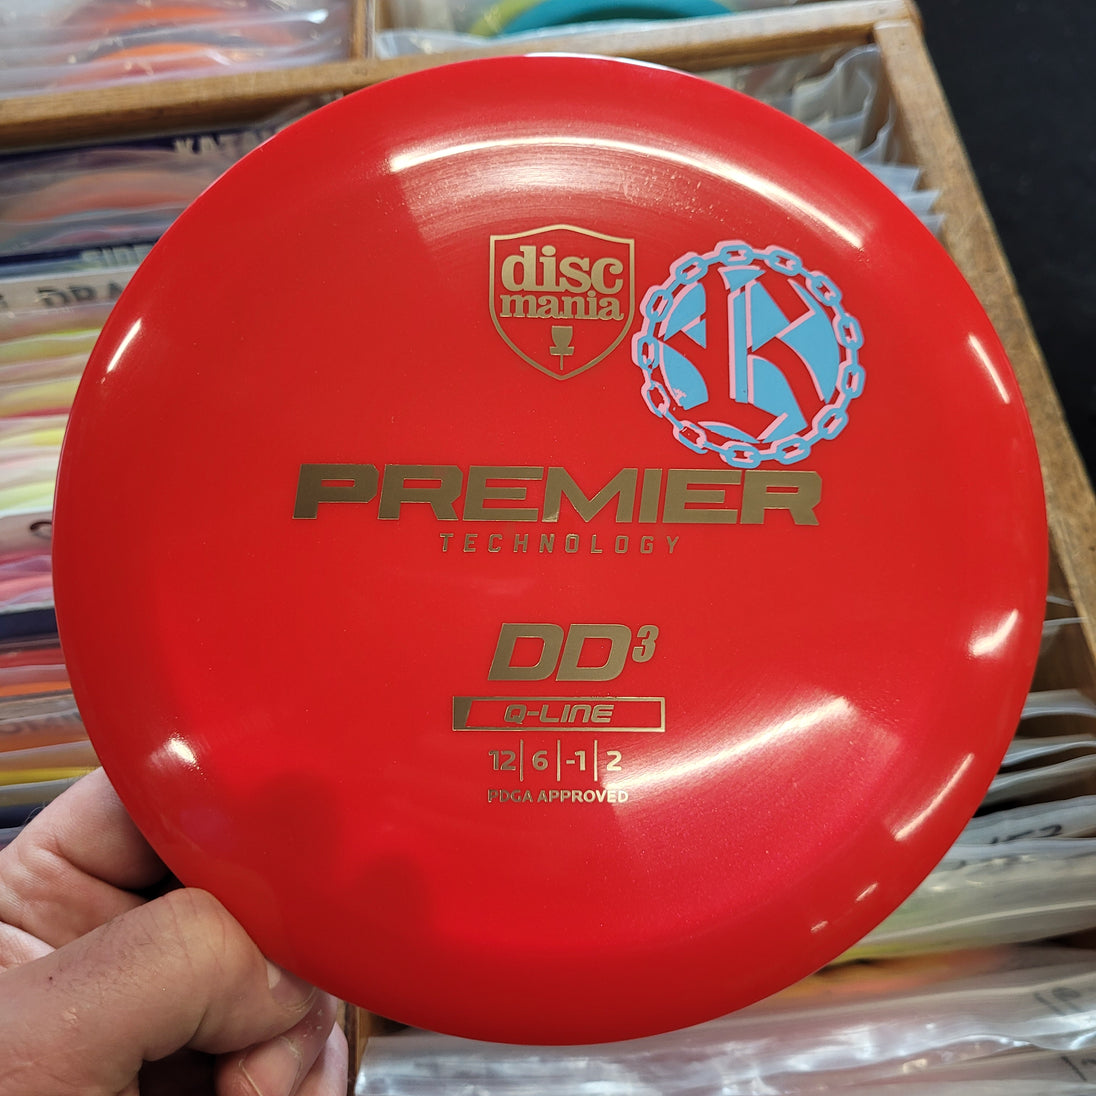 disc
mania
K
PREMIER
TECHNOLOGY
DD³
Q-LINE
12 | 6 | -1 | 2
PDGA APPROVED